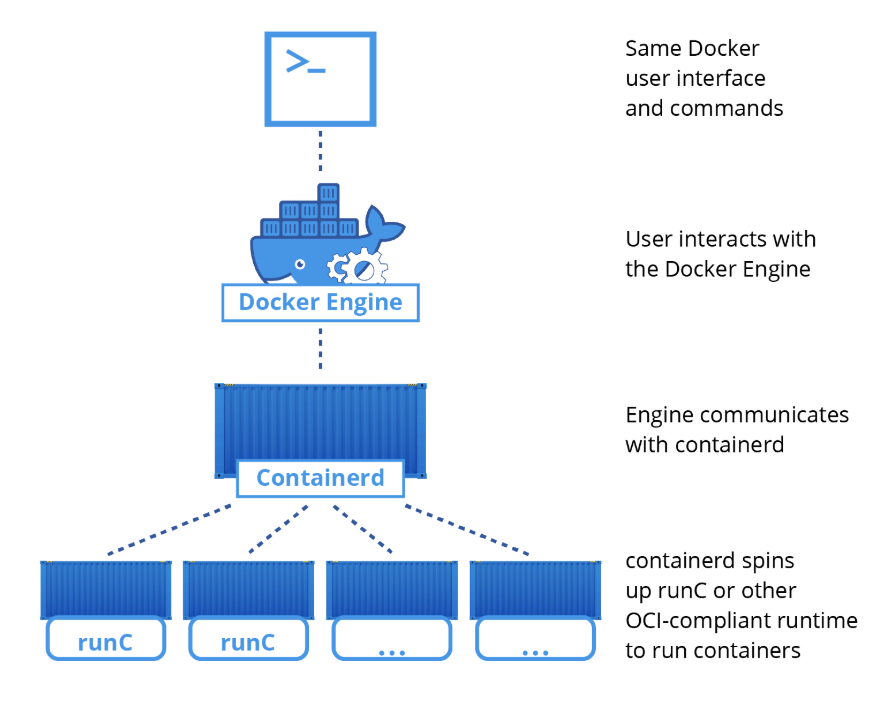 >_
Same Docker
user interface
and commands
User interacts with
the Docker Engine
Docker Engine
Engine communicates
with containerd
Containerd
containerd spins
up runC or other
OCI-compliant runtime
to run containers
runC
runC
...
...